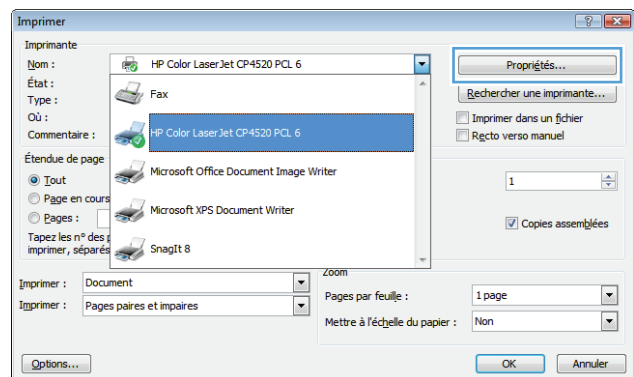 Imprimer
Imprimante
Nom :
HP Color LaserJet CP4520 PCL 6
Propriétés...
État :
Type :
Où :
Commentaire :
Fax
HP Color LaserJet CP4520 PCL 6
Microsoft Office Document Image Writer
Microsoft XPS Document Writer
SnagIt 8
Rechercher une imprimante...
Imprimer dans un fichier
Recto verso manuel
Étendue de page
Tout
Page en cours
Pages :
Tapez les n° des
imprimer, séparés
1
Copies assemblées
Imprimer :
Document
Imprimer :
Pages paires et impaires
Zoom
Pages par feuille :
1 page
Mettre à l'échelle du papier :
Non
Options...
OK
Annuler